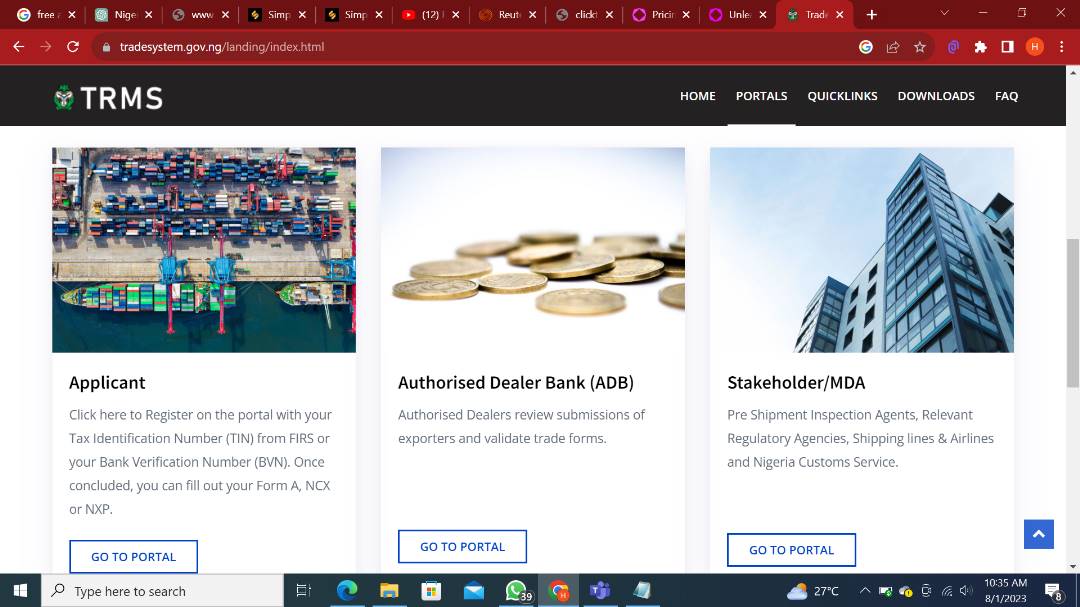 free a
Nige
www
Simp
Simp
(12)
Reut
click
Pricin
Unle
Trade
tradesystem.gov.ng/landing/index.html
H
TRMS
HOME
PORTALS
QUICKLINKS
DOWNLOADS
FAQ
Applicant
Click here to Register on the portal with your
Tax Identification Number (TIN) from FIRS or
your Bank Verification Number (BVN). Once
concluded, you can fill out your Form A, NCX
or NXP.
GO TO PORTAL
Authorised Dealer Bank (ADB)
Authorised Dealers review submissions of
exporters and validate trade forms.
GO TO PORTAL
Stakeholder/MDA
Pre Shipment Inspection Agents, Relevant
Regulatory Agencies, Shipping lines & Airlines
and Nigeria Customs Service.
GO TO PORTAL
Type here to search
39
H
27°C
10:35 AM
8/1/2023
8